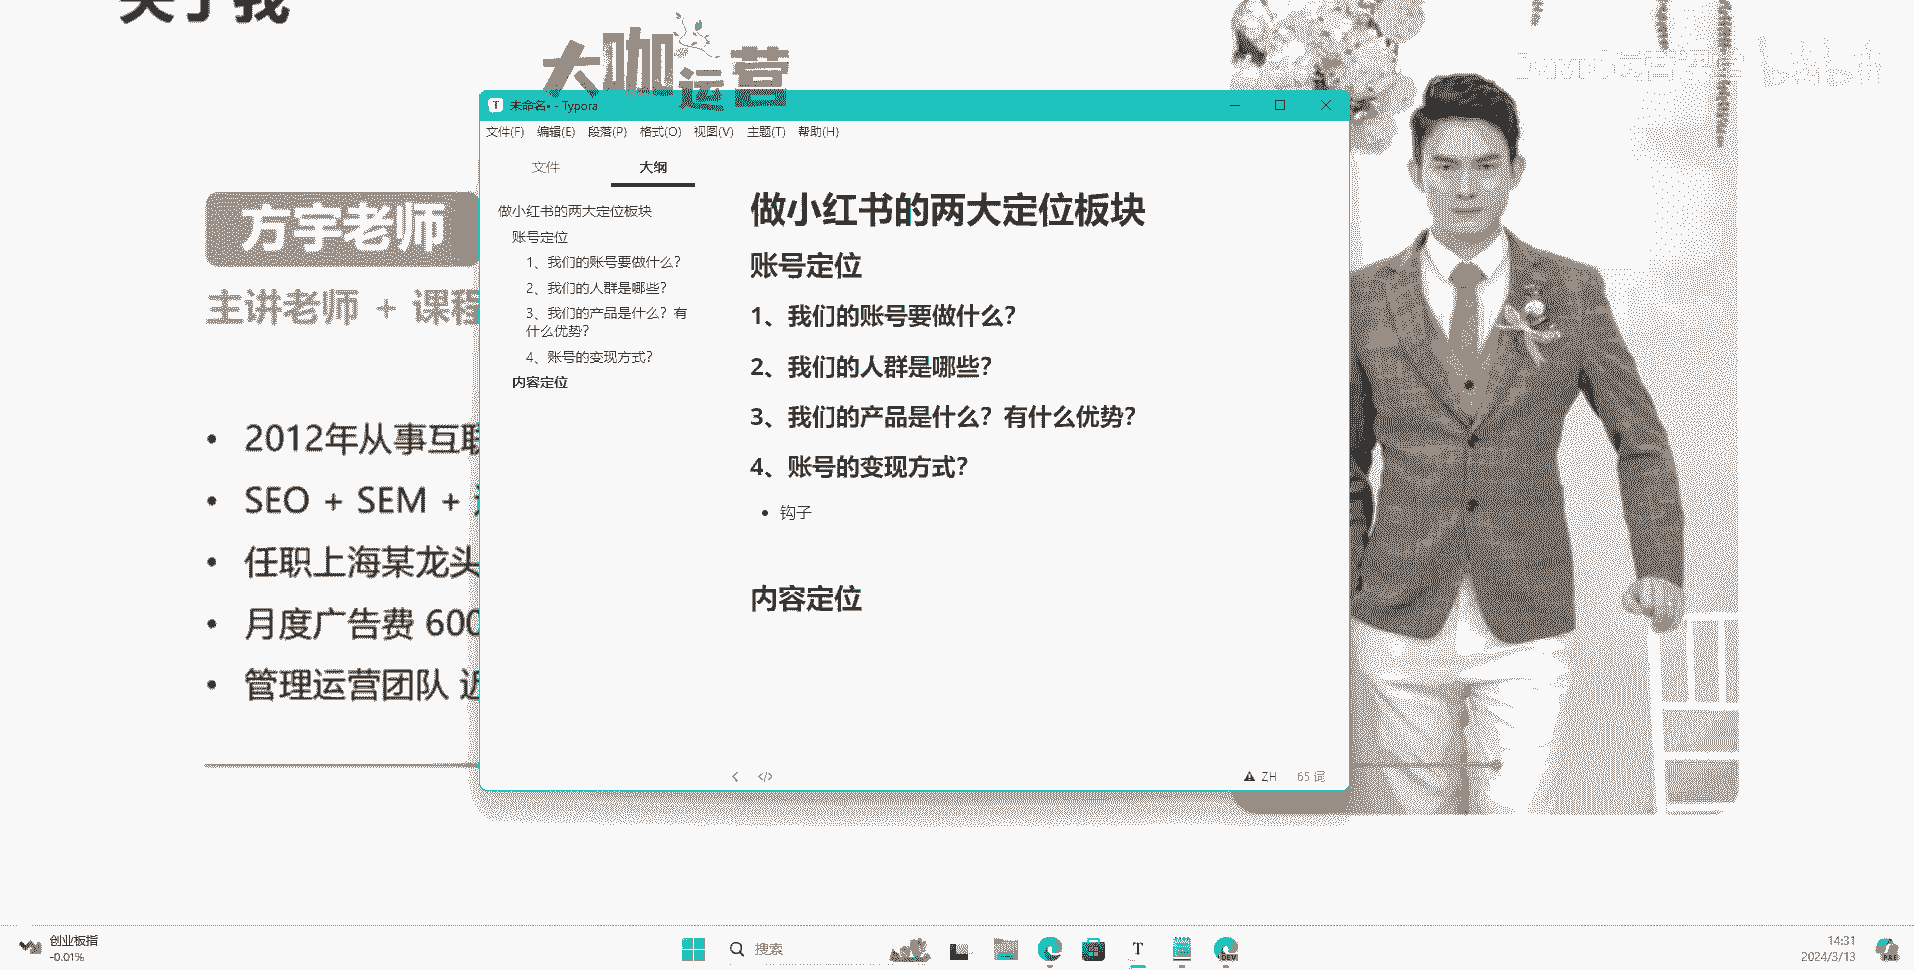 关于我
大咖运营
方宇老师
主讲老师 + 课程
2012年从事互联
SEO + SEM +
任职上海某龙头
月度广告费 600
管理运营团队 近
未命名• - Typora
文件(F) 编辑(E) 段落(P) 格式(O) 视图(V) 主题(T) 帮助(H)
文件 大纲
做小红书的两大定位板块
账号定位
1、我们的账号要做什么？
2、我们的人群是哪些？
3、我们的产品是什么？有
什么优势？
4、账号的变现方式？
内容定位
做小红书的两大定位板块
账号定位
1、我们的账号要做什么？
2、我们的人群是哪些？
3、我们的产品是什么？有什么优势？
4、账号的变现方式？
钩子
内容定位
ZH 65 词
创业板指
-0.01%
搜索
DEV
14:31
2024/3/13